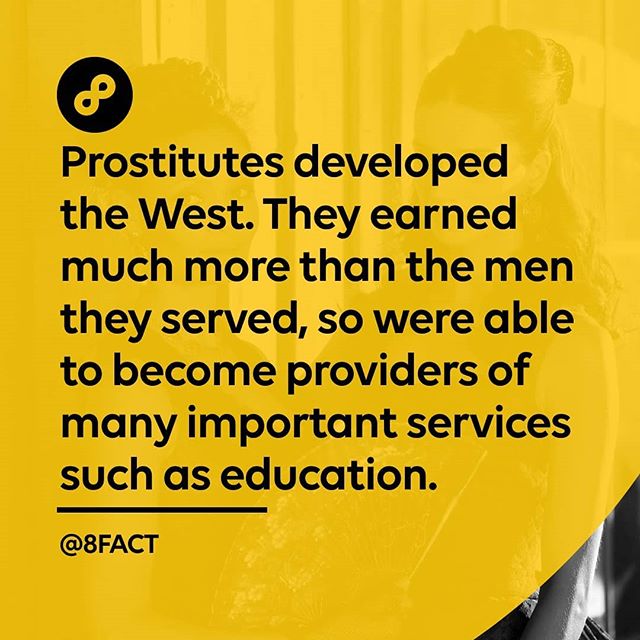 Prostitutes developed
the West. They earned
much more than the men
they served, so were able
to become providers of
many important services
such as education.
@8FACT